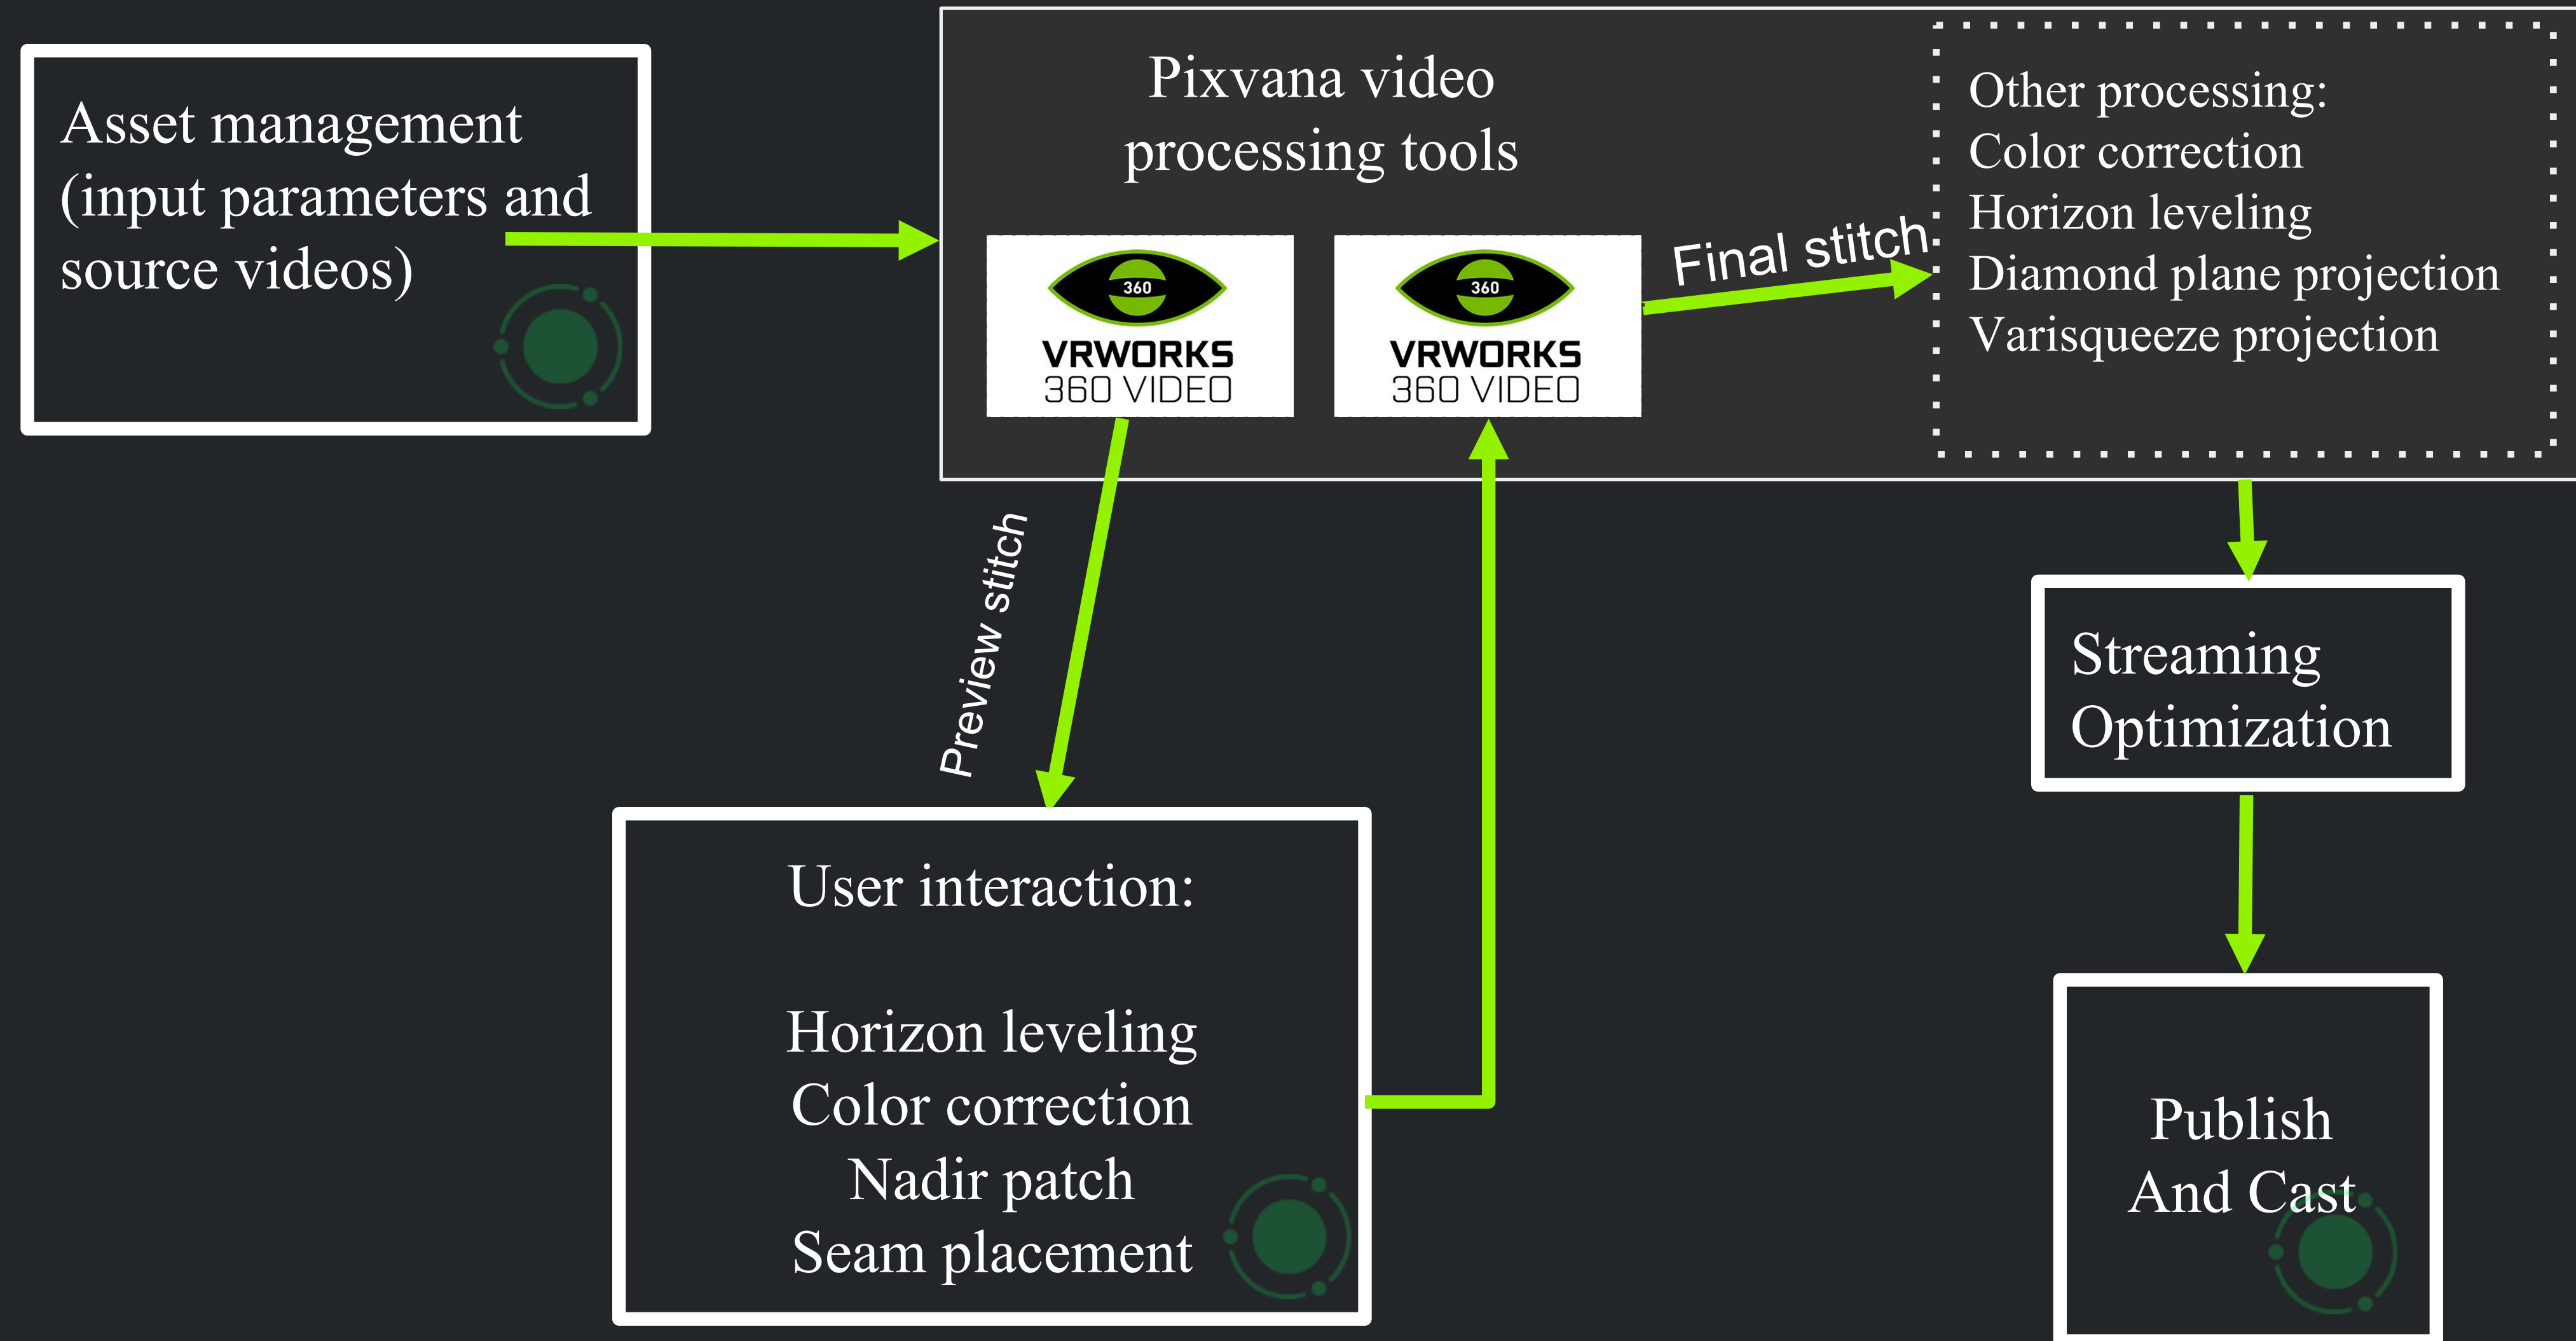 Asset management
(input parameters and
source videos)
Pixvana video
processing tools
360
VRWORKS
360 VIDEO
360
VRWORKS
360 VIDEO
Final stitch
Other processing:
Color correction
Horizon leveling
Diamond plane projection
Varisqueeze projection
Preview stitch
User interaction:
Horizon leveling
Color correction
Nadir patch
Seam placement
Streaming
Optimization
Publish
And Cast